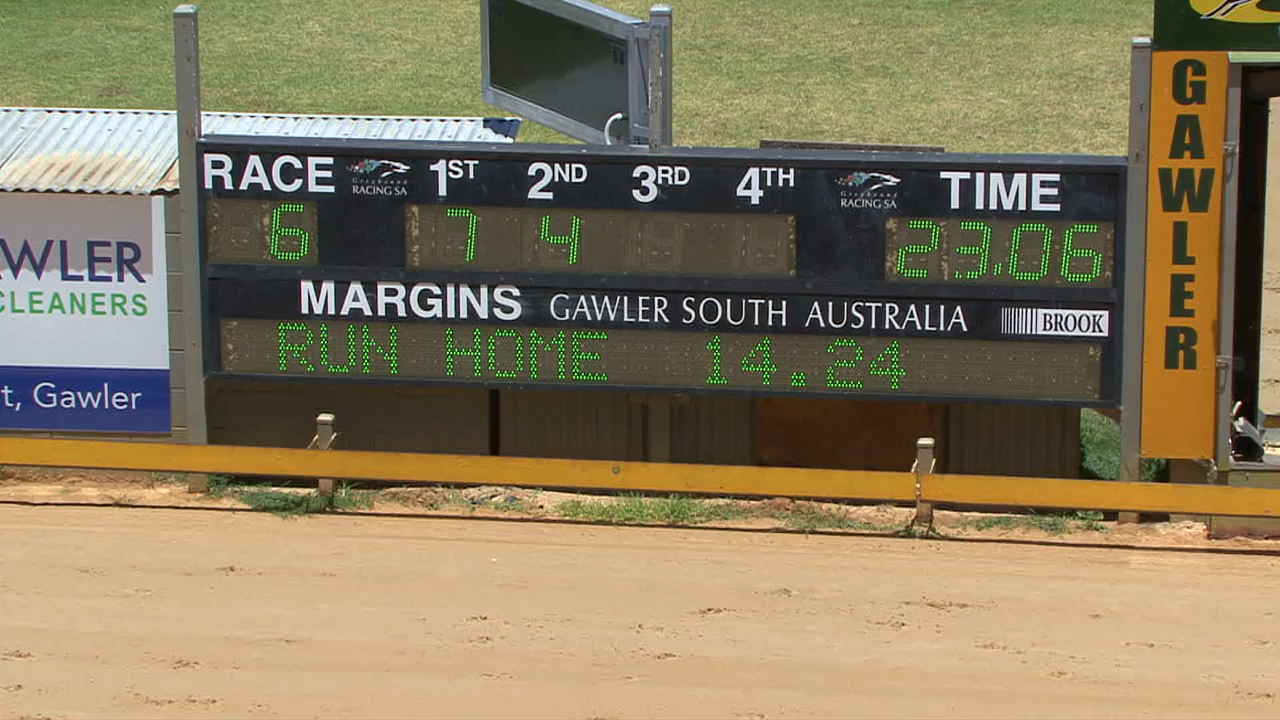 RACE Greyhound RACING SA 1ST 2ND 3RD 4TH Greyhound RACING SA TIME
6 7 4 23.06
MARGINS GAWLER SOUTH AUSTRALIA BROOK
RUN HOME 14.24
AWLER
CLEANERS
t, Gawler
GAWLER